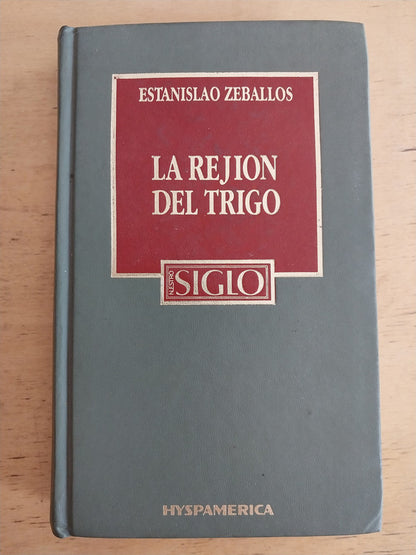 ESTANISLAO ZEBALLOS
LA REJION
DEL TRIGO
NUESTRO
SIGLO
HYSPAMERICA